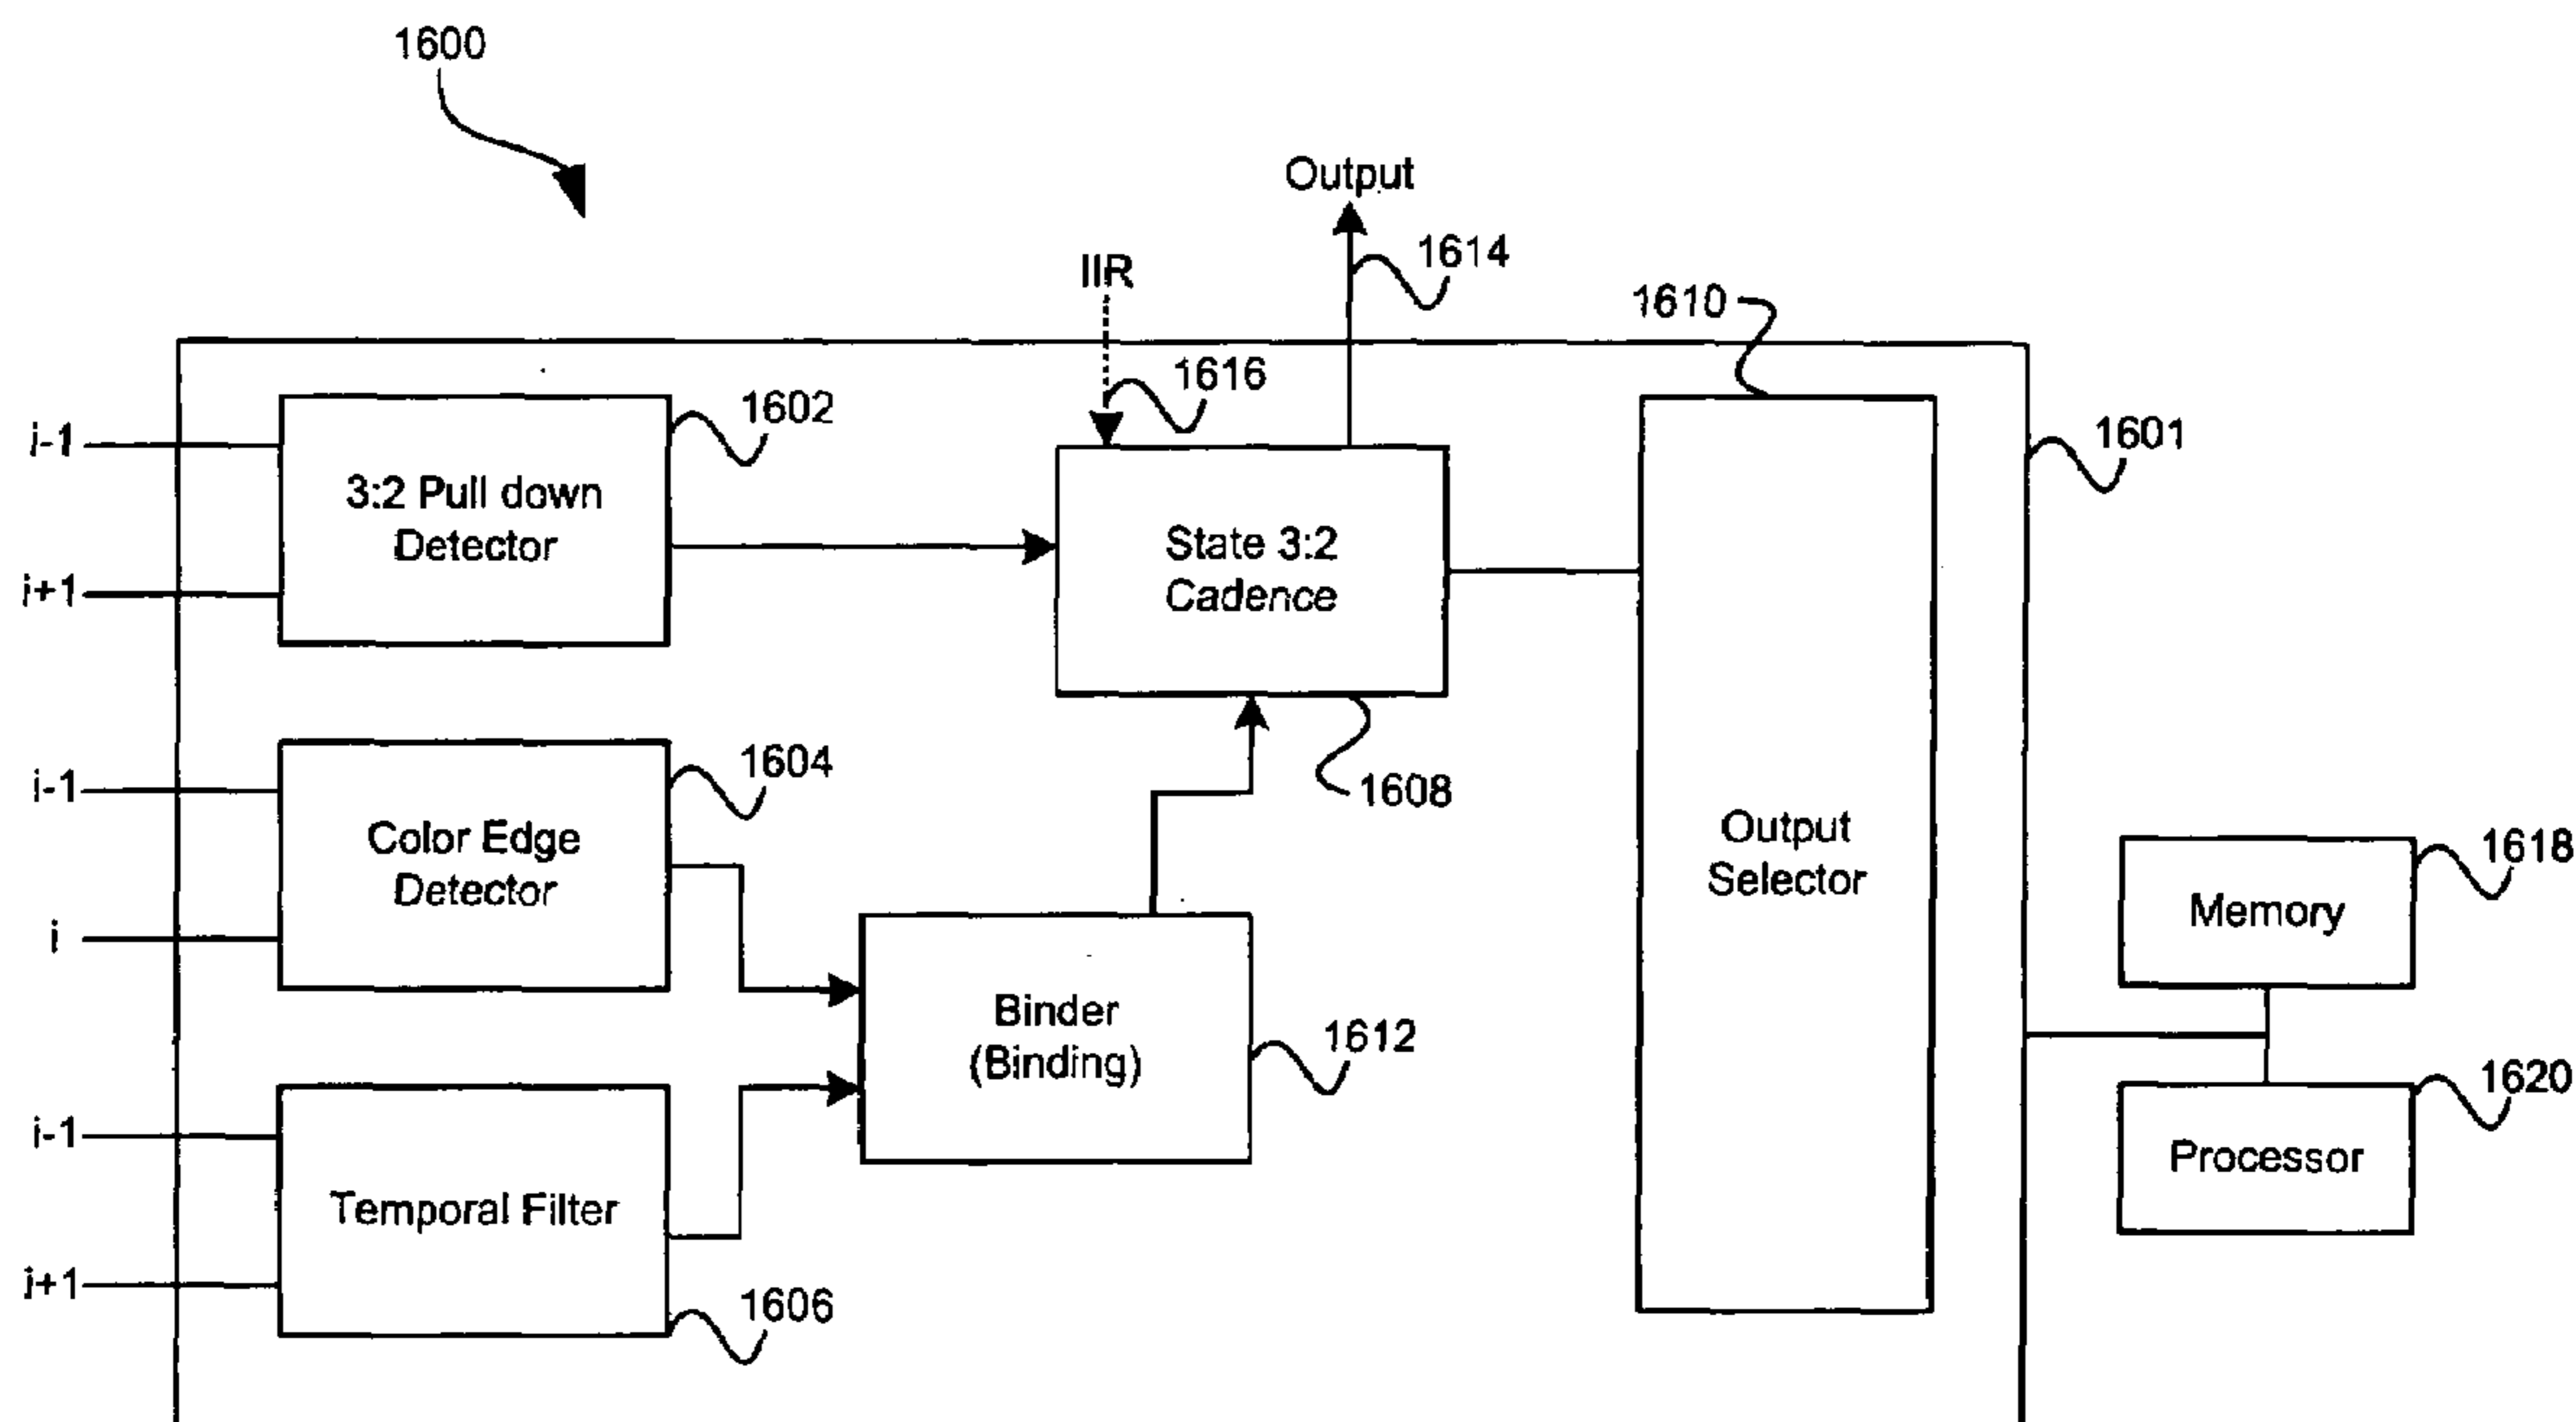 1600
Output
1614
IIR
1610
1616
1602
1601
i-1
3:2 Pull down
Detector
State 3:2
Cadence
i+1
1604
1608
i-1
Color Edge
Detector
Output
Selector
1618
Memory
i
Binder
(Binding)
1612
1620
i-1
Processor
Temporal Filter
i+1
1606